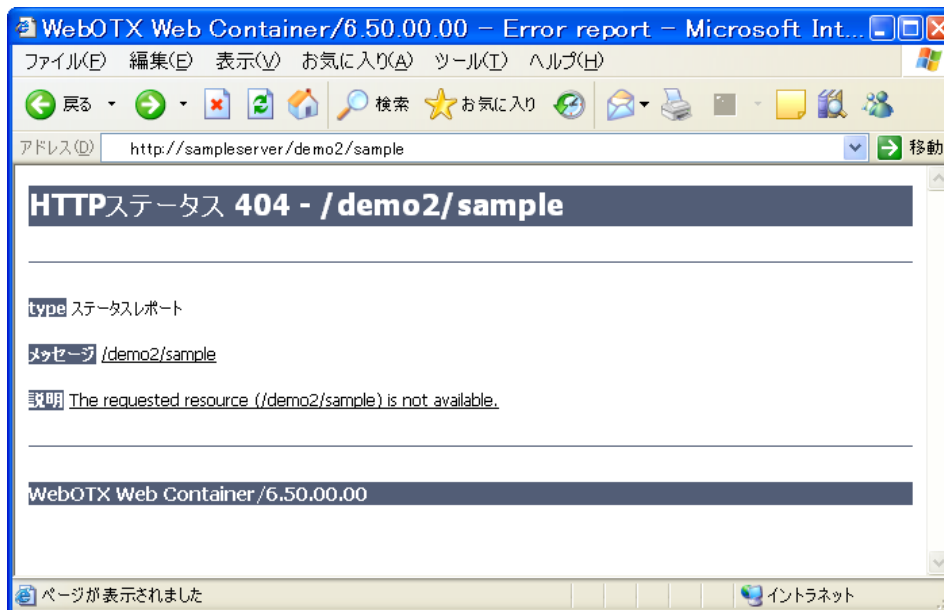 WebOTX Web Container/6.50.00.00 - Error report - Microsoft Int...
ファイル(F) 編集(E) 表示(V) お気に入り(A) ツール(T) ヘルプ(H)
戻る 検索 お気に入り
アドレス(D) http://sampleserver/demo2/sample 移動
HTTPステータス 404 - /demo2/sample
type ステータスレポート
メッセージ /demo2/sample
説明 The requested resource (/demo2/sample) is not available.
WebOTX Web Container/6.50.00.00
ページが表示されました イントラネット